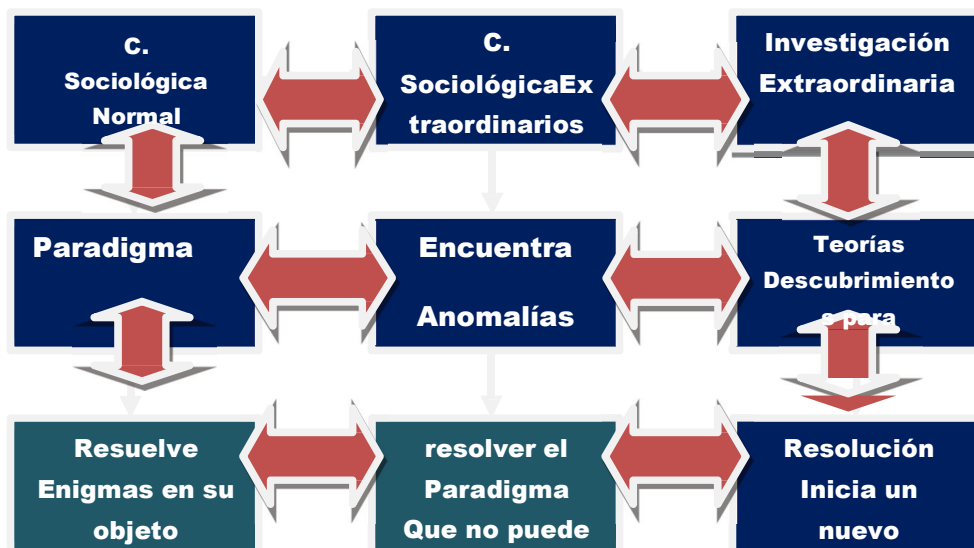 C.
Sociológica
Normal
C.
SociológicaEx
traordinarios
Investigación
Extraordinaria
Paradigma
Encuentra
Anomalías
Teorías
Descubrimiento
s para
Resuelve
Enigmas en su
objeto
resolver el
Paradigma
Que no puede
Resolución
Inicia un
nuevo